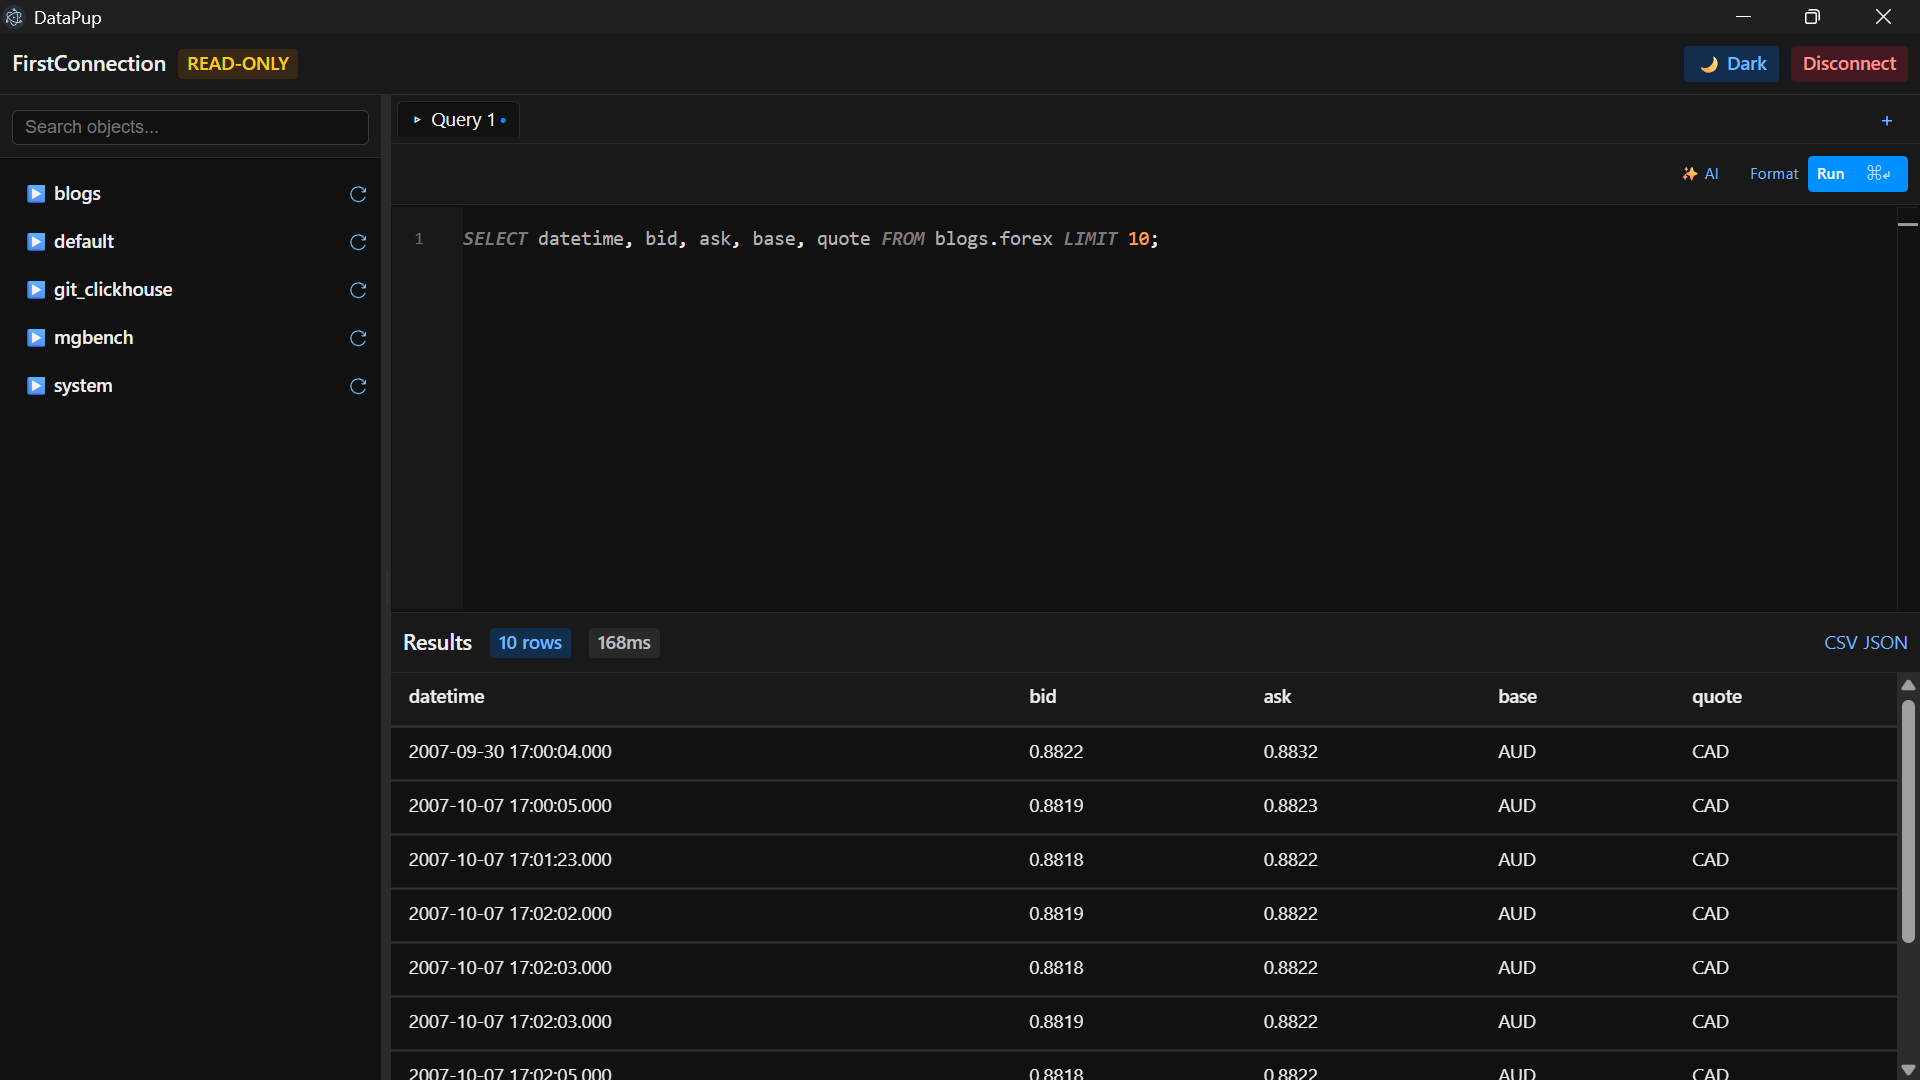 DataPup
FirstConnection READ-ONLY
🌙 Dark Disconnect
Search objects...
blogs
default
git_clickhouse
mgbench
system
Query 1
+
✨ AI Format Run ⌘↲
1 SELECT datetime, bid, ask, base, quote FROM blogs.forex LIMIT 10;
Results 10 rows 168ms CSV JSON
datetime bid ask base quote
2007-09-30 17:00:04.000 0.8822 0.8832 AUD CAD
2007-10-07 17:00:05.000 0.8819 0.8823 AUD CAD
2007-10-07 17:01:23.000 0.8818 0.8822 AUD CAD
2007-10-07 17:02:02.000 0.8819 0.8822 AUD CAD
2007-10-07 17:02:03.000 0.8818 0.8822 AUD CAD
2007-10-07 17:02:03.000 0.8819 0.8822 AUD CAD
2007-10-07 17:02:05.000 0.8818 0.8822 AUD CAD